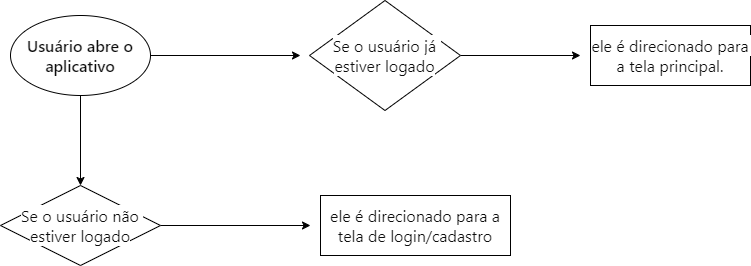 Usuário abre o
aplicativo
Se o usuário já
estiver logado
ele é direcionado para
a tela principal.
Se o usuário não
estiver logado
ele é direcionado para a
tela de login/cadastro